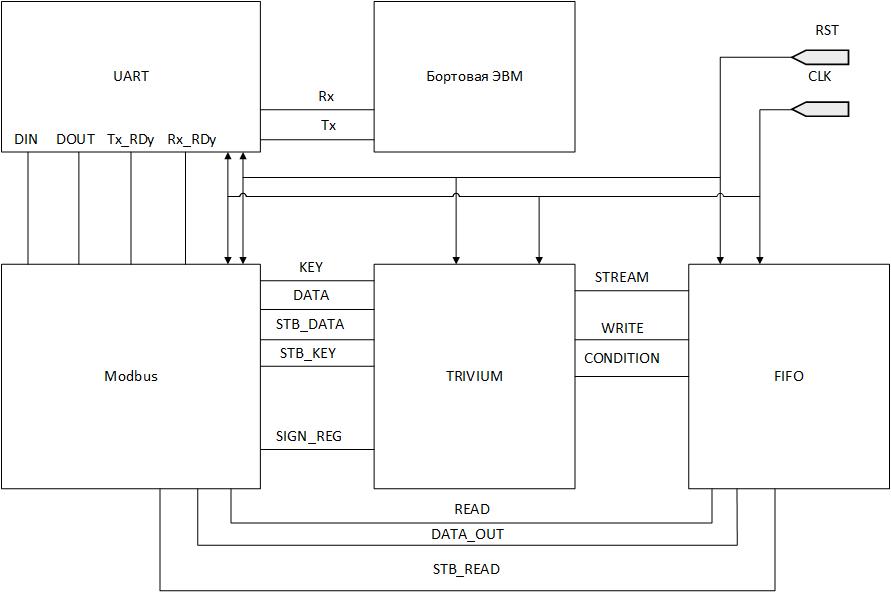 RST
UART
Бортовая ЭВМ
CLK
Rx
Tx
DIN DOUT Tx_RDy Rx_RDy
KEY
STREAM
DATA
STB_DATA
WRITE
STB_KEY
CONDITION
Modbus
TRIVIUM
FIFO
SIGN_REG
READ
DATA_OUT
STB_READ